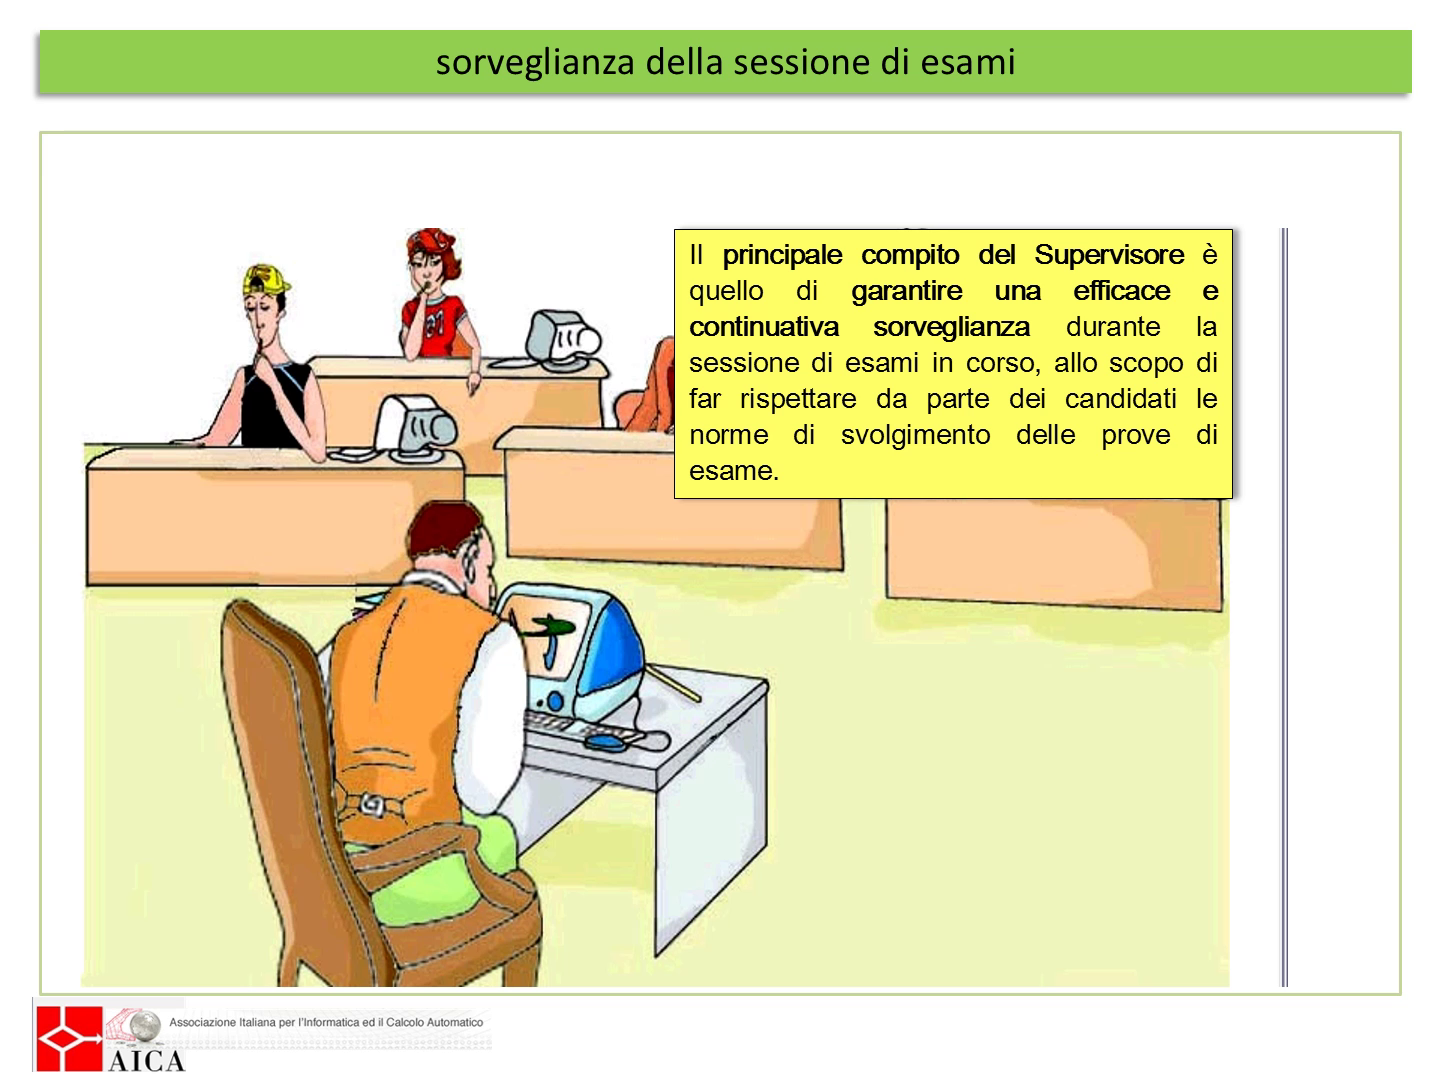 sorveglianza della sessione di esami
Il principale compito del Supervisore è
quello di garantire una efficace e
continuativa sorveglianza durante la
sessione di esami in corso, allo scopo di
far rispettare da parte dei candidati le
norme di svolgimento delle prove di
esame.
Associazione Italiana per l'Informatica ed il Calcolo Automatico
AICA